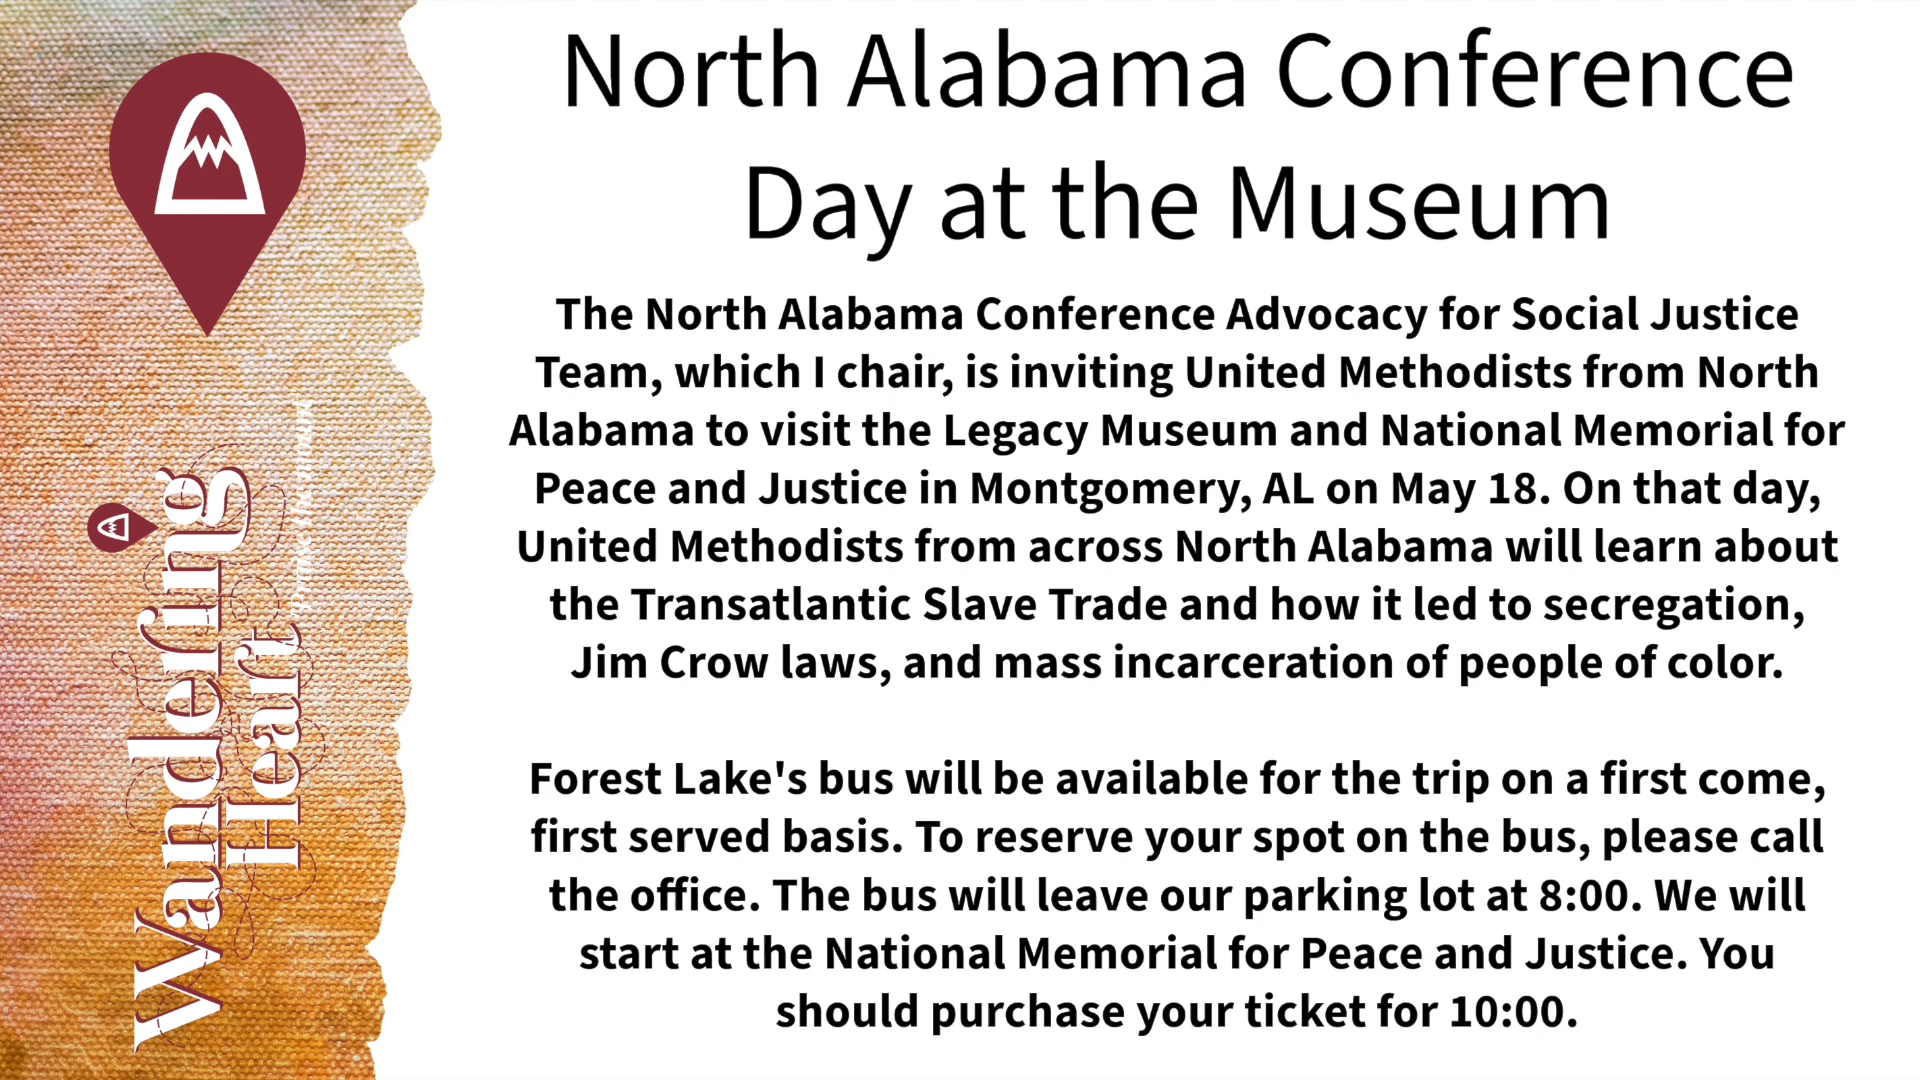 North Alabama Conference
Day at the Museum
The North Alabama Conference Advocacy for Social Justice
Team, which I chair, is inviting United Methodists from North
Alabama to visit the Legacy Museum and National Memorial for
Peace and Justice in Montgomery, AL on May 18. On that day,
United Methodists from across North Alabama will learn about
the Transatlantic Slave Trade and how it led to secregation,
Jim Crow laws, and mass incarceration of people of color.
Forest Lake's bus will be available for the trip on a first come,
first served basis. To reserve your spot on the bus, please call
the office. The bus will leave our parking lot at 8:00. We will
start at the National Memorial for Peace and Justice. You
should purchase your ticket for 10:00.
Wandering
Heart